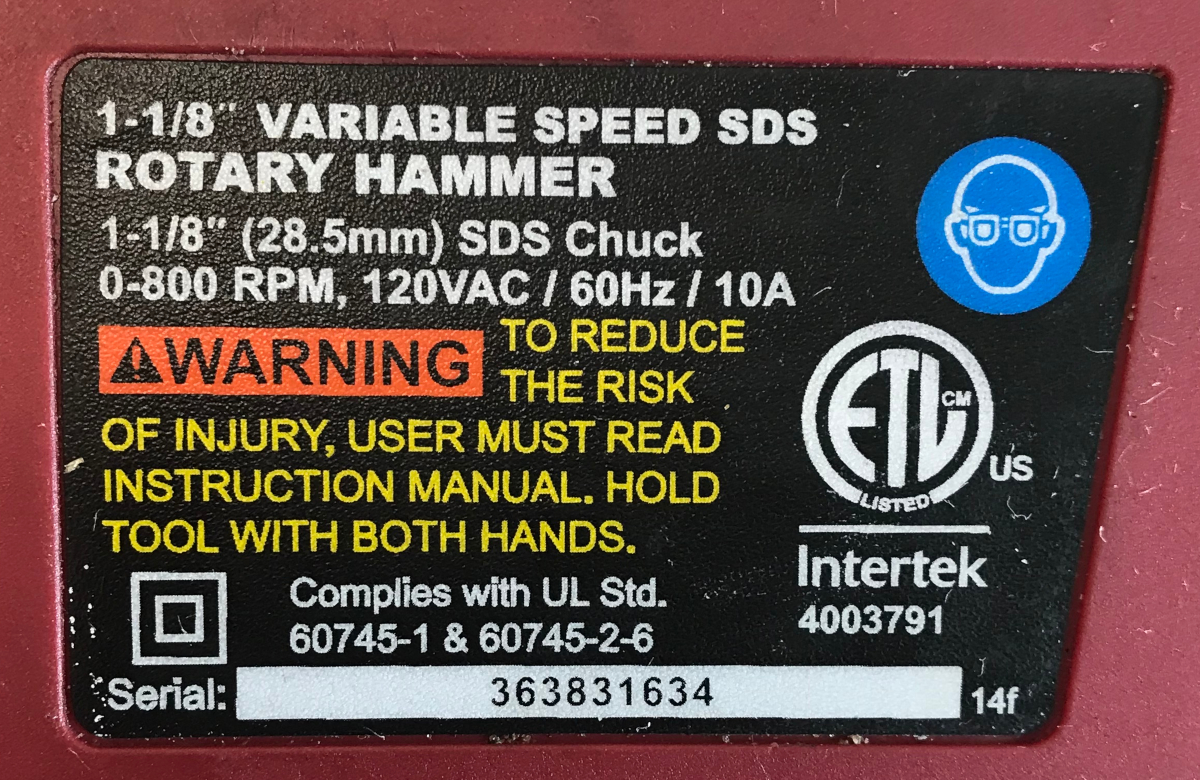 1-1/8″ VARIABLE SPEED SDS
ROTARY HAMMER
1-1/8″ (28.5mm) SDS Chuck
0-800 RPM, 120VAC / 60Hz / 10A
WARNING TO REDUCE
THE RISK
OF INJURY, USER MUST READ
INSTRUCTION MANUAL. HOLD
TOOL WITH BOTH HANDS.
ETL CM
US
LISTED
Intertek
4003791
Complies with UL Std.
60745-1 & 60745-2-6
Serial: 363831634 14f